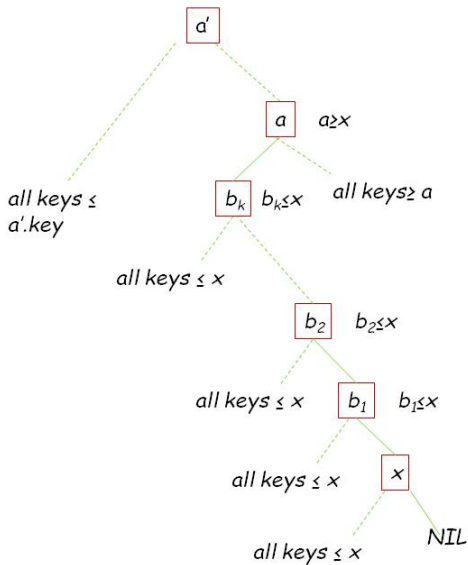 a'
a a≥x
all keys ≤
a'.key
b_k b_k≤x
all keys≥ a
all keys ≤ x
b_2 b_2≤x
all keys ≤ x
b_1 b_1≤x
all keys ≤ x
x
NIL
all keys ≤ x